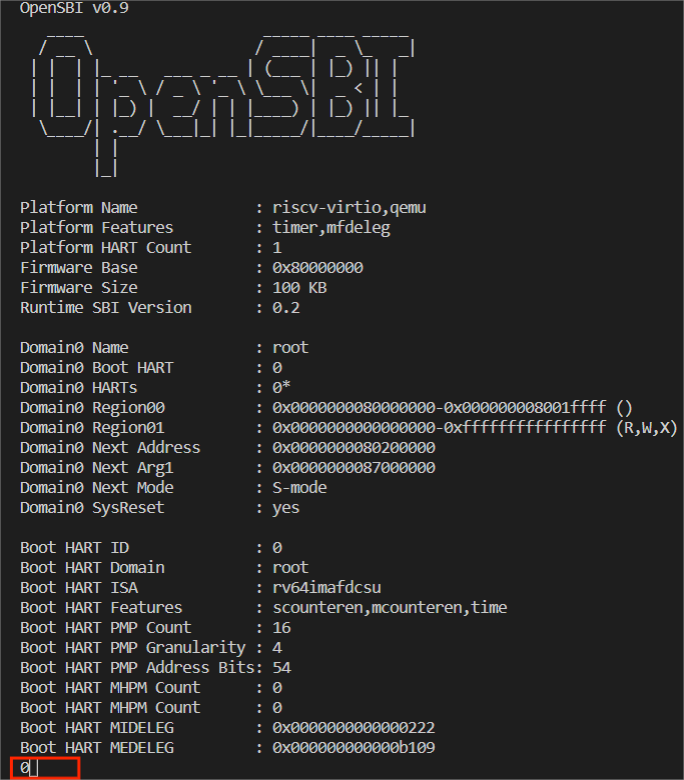 OpenSBI v0.9
   ____                    _____ ____ _____
  / __ \                  / ____|  _ \_   _|
 | |  | |_ __   ___ _ __ | (___ | |_) || |
 | |  | | '_ \ / _ \ '_ \ \___ \|  _ < | |
 | |__| | |_) |  __/ | | |____) | |_) || |_
  \____/| .__/ \___|_| |_|_____/|____/_____|
        | |
        |_|
Platform Name             : riscv-virtio,qemu
Platform Features         : timer,mfdeleg
Platform HART Count       : 1
Firmware Base             : 0x80000000
Firmware Size             : 100 KB
Runtime SBI Version       : 0.2
Domain0 Name              : root
Domain0 Boot HART         : 0
Domain0 HARTs             : 0*
Domain0 Region00          : 0x0000000080000000-0x000000008001ffff ()
Domain0 Region01          : 0x0000000000000000-0xffffffffffffffff (R,W,X)
Domain0 Next Address      : 0x0000000080200000
Domain0 Next Arg1         : 0x0000000087000000
Domain0 Next Mode         : S-mode
Domain0 SysReset          : yes
Boot HART ID              : 0
Boot HART Domain          : root
Boot HART ISA             : rv64imafdcsu
Boot HART Features        : scounteren,mcounteren,time
Boot HART PMP Count       : 16
Boot HART PMP Granularity : 4
Boot HART PMP Address Bits: 54
Boot HART MHPM Count      : 0
Boot HART MHPM Count      : 0
Boot HART MIDELEG         : 0x0000000000000222
Boot HART MEDELEG         : 0x000000000000b109
0